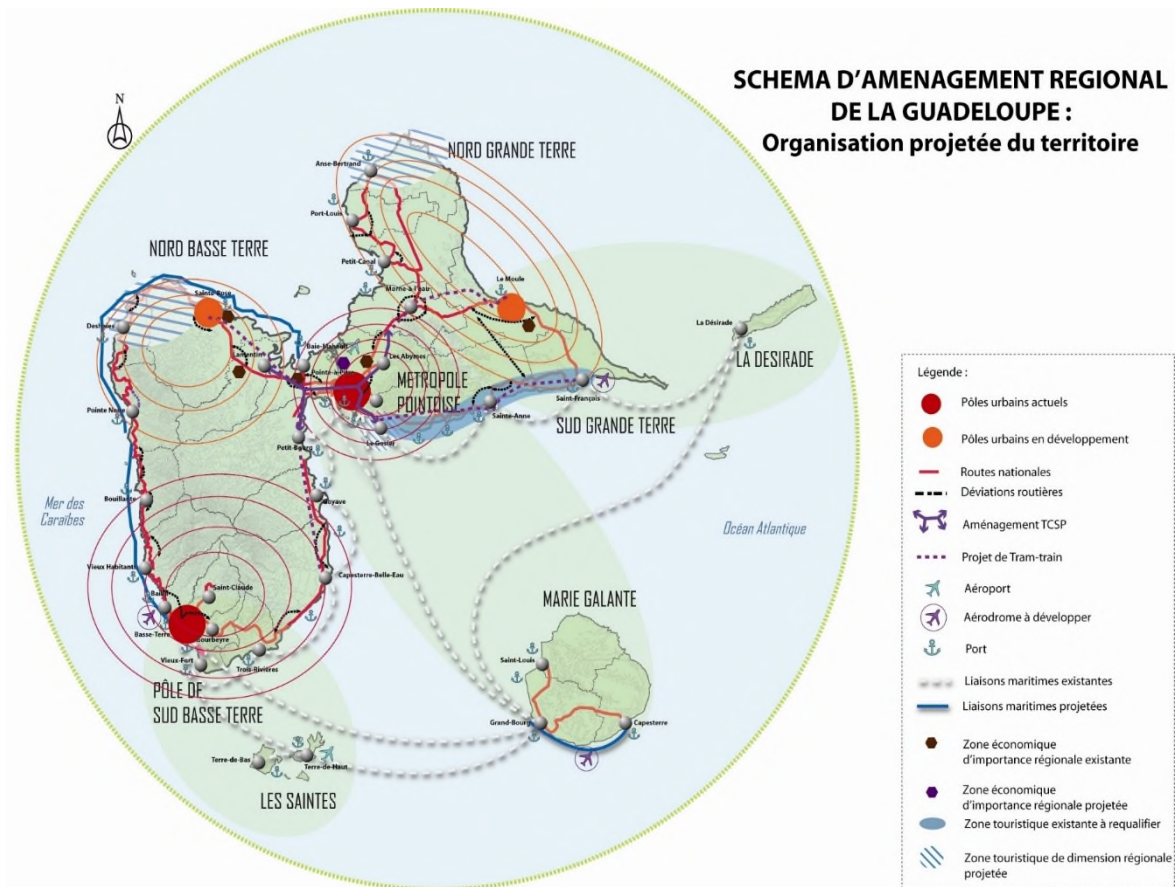 SCHEMA D'AMENAGEMENT REGIONAL
DE LA GUADELOUPE :
Organisation projetée du territoire
N
NORD GRANDE TERRE
Anse-Bertrand
Port-Louis
Petit-Canal
Morne-à-l'eau
Le Moule
NORD BASSE TERRE
Sainte-Rose
Deshaies
Lamentin
Baie-Mahault
Pointe-à-Pitre
Les Abymes
METROPOLE
POINTOISE
Le Gosier
Sainte-Anne
Saint-François
SUD GRANDE TERRE
La Désirade
LA DESIRADE
Pointe Noire
Petit-Bourg
Mer des
Caraïbes
Bouillante
Goyave
Océan Atlantique
Vieux Habitants
Saint-Claude
Capesterre-Belle-Eau
Baillif
Basse-Terre
Gourbeyre
Vieux-Fort
Trois-Rivières
PÔLE DE
SUD BASSE TERRE
MARIE GALANTE
Saint-Louis
Grand-Bourg
Capesterre
Terre-de-Bas
Terre-de-Haut
LES SAINTES
Légende :
Pôles urbains actuels
Pôles urbains en développement
Routes nationales
Déviations routières
Aménagement TCSP
Projet de Tram-train
Aéroport
Aérodrome à développer
Port
Liaisons maritimes existantes
Liaisons maritimes projetées
Zone économique
d'importance régionale existante
Zone économique
d'importance régionale projetée
Zone touristique existante à requalifier
Zone touristique de dimension régionale
projetée